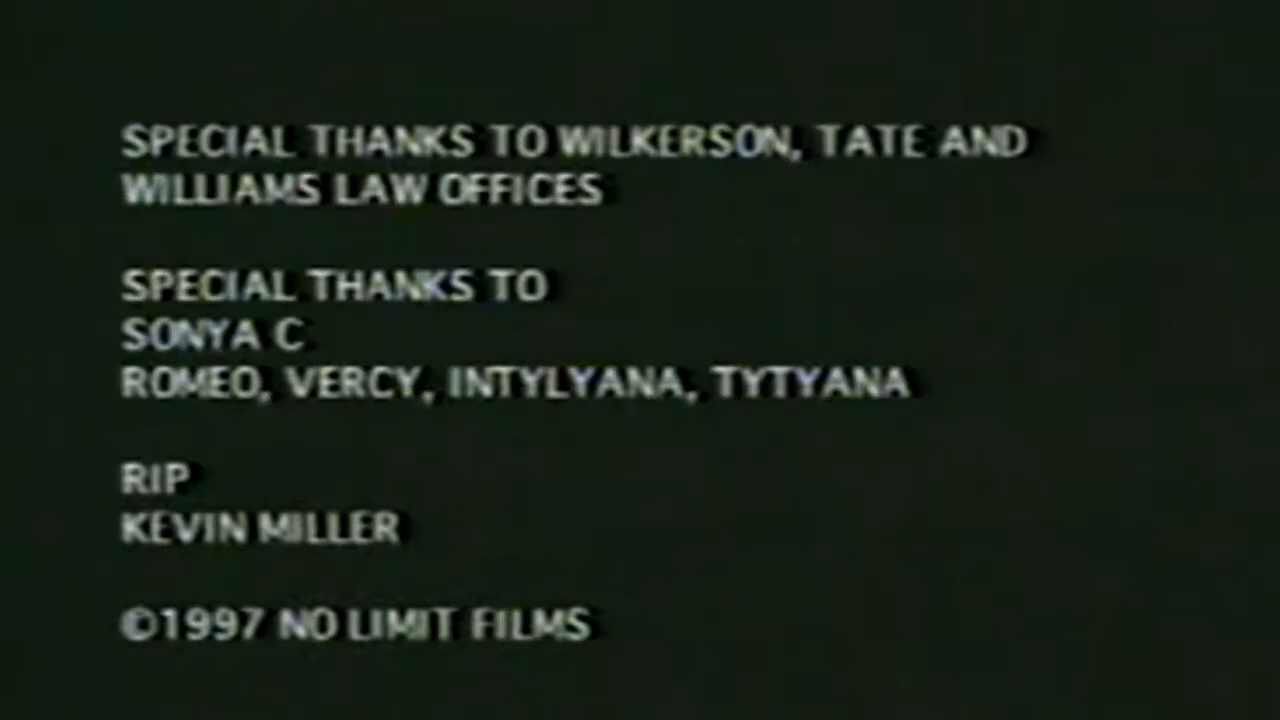 SPECIAL THANKS TO WILKERSON, TATE AND
WILLIAMS LAW OFFICES
SPECIAL THANKS TO
SONYA C
ROMEO, VERCY, INTYLYANA, TYTYANA
RIP
KEVIN MILLER
©1997 NO LIMIT FILMS